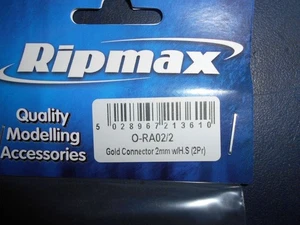 Ripmax
Quality
Modelling
Accessories
5 028967 213610
O-RA02/2
Gold Connector 2mm w/H.S (2Pr)